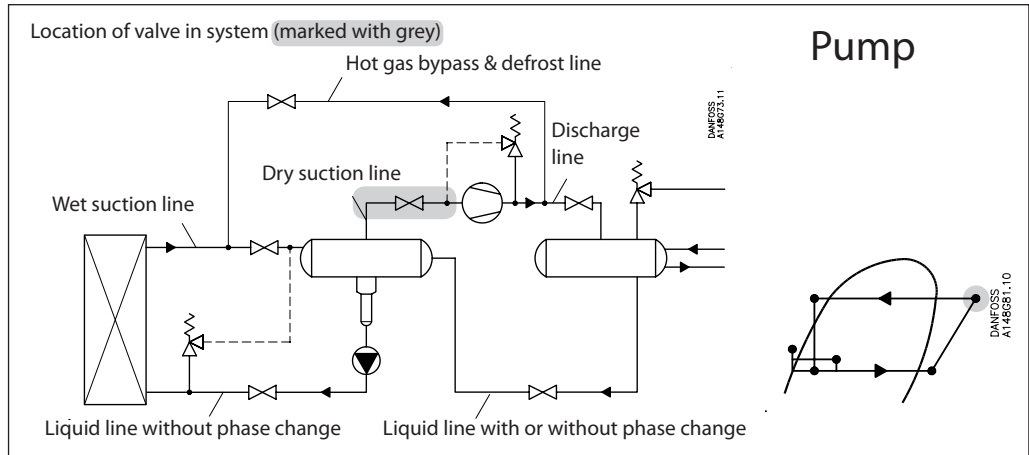 Location of valve in system (marked with grey)
Pump
Hot gas bypass & defrost line
DANFOSS
A148G73.11
Discharge
line
Dry suction line
Wet suction line
DANFOSS
A148G81.10
Liquid line without phase change
Liquid line with or without phase change